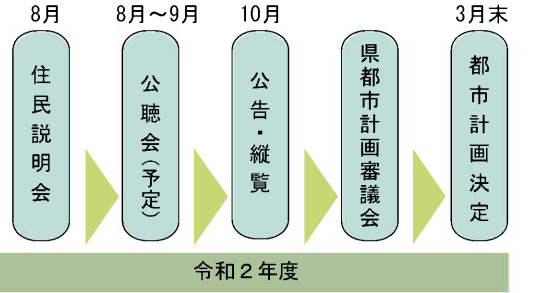 8月
8月～9月
10月
3月末
住民説明会
公聴会(予定)
公告・縦覧
県都市計画審議会
都市計画決定
令和2年度